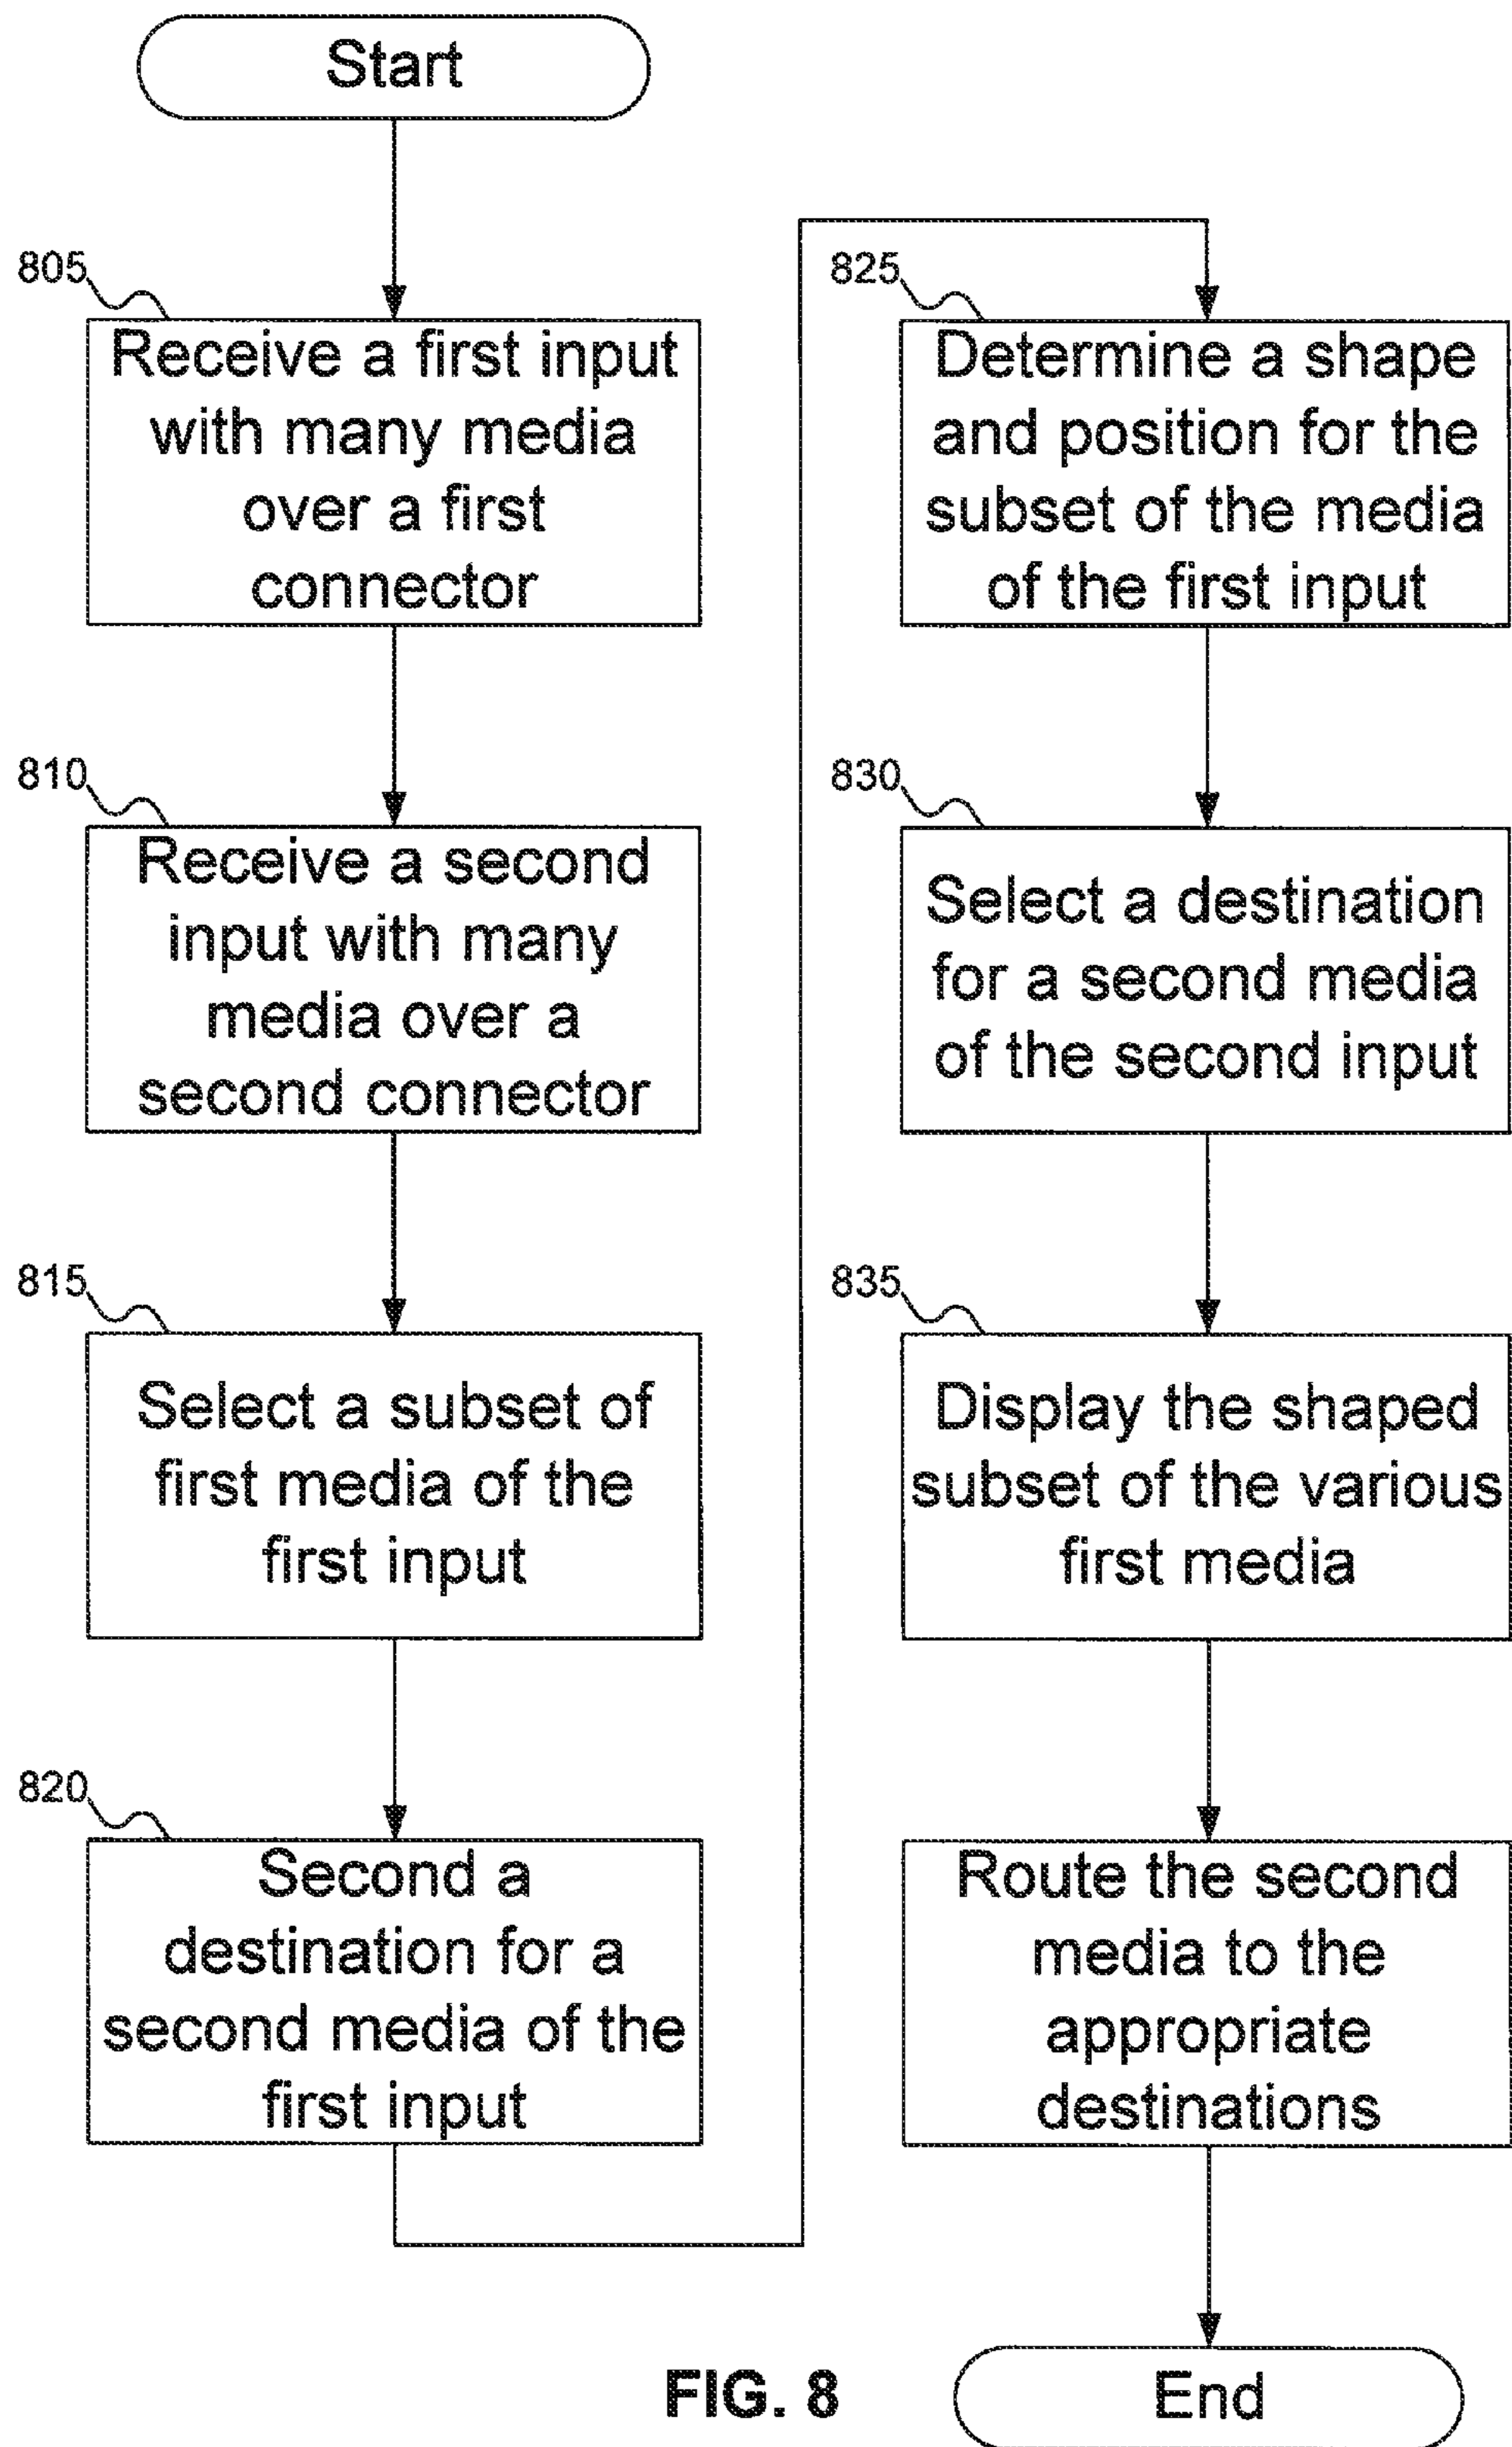 Start
805
Receive a first input
with many media
over a first
connector
810
Receive a second
input with many
media over a
second connector
815
Select a subset of
first media of the
first input
820
Second a
destination for a
second media of the
first input
825
Determine a shape
and position for the
subset of the media
of the first input
830
Select a destination
for a second media
of the second input
835
Display the shaped
subset of the various
first media
Route the second
media to the
appropriate
destinations
End
FIG. 8